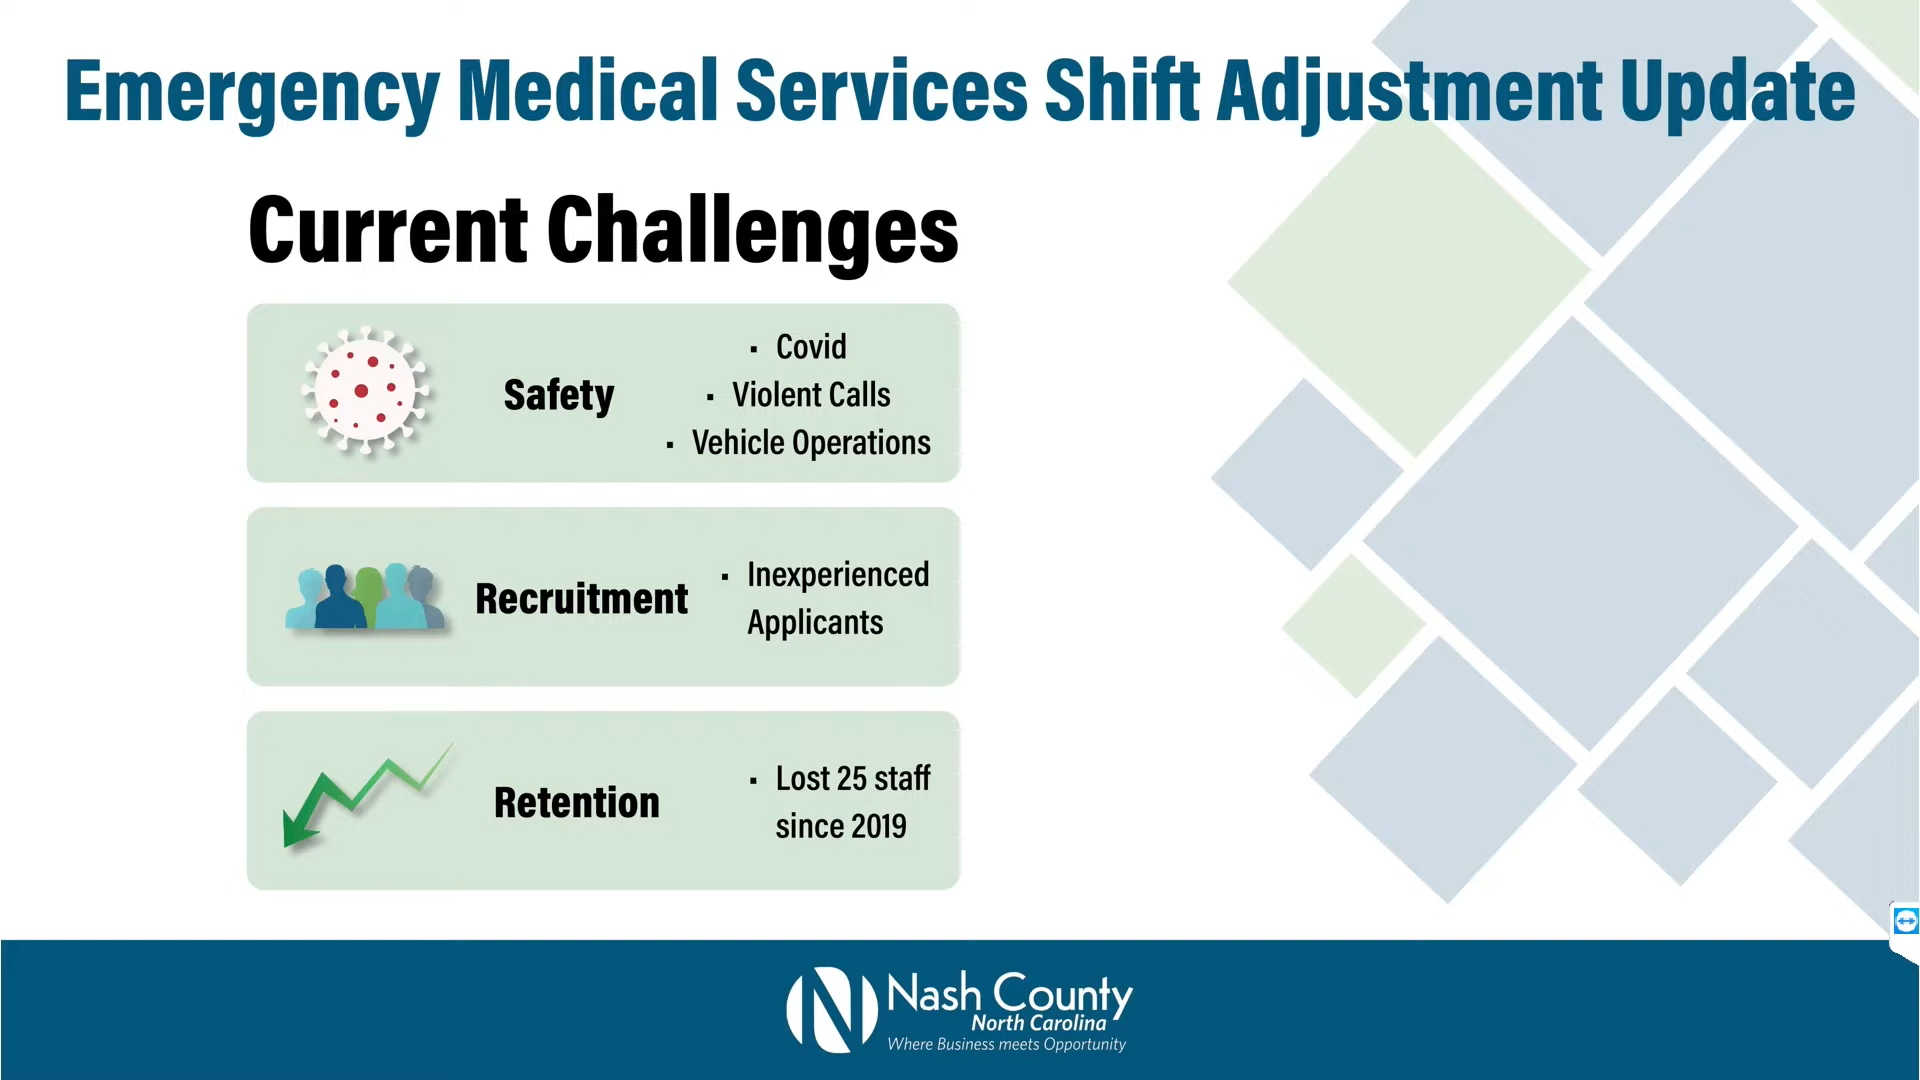 Emergency Medical Services Shift Adjustment Update
Current Challenges
Safety
▪ Covid
▪ Violent Calls
▪ Vehicle Operations
Recruitment
▪ Inexperienced
Applicants
Retention
▪ Lost 25 staff
since 2019
Nash County
North Carolina
Where Business meets Opportunity